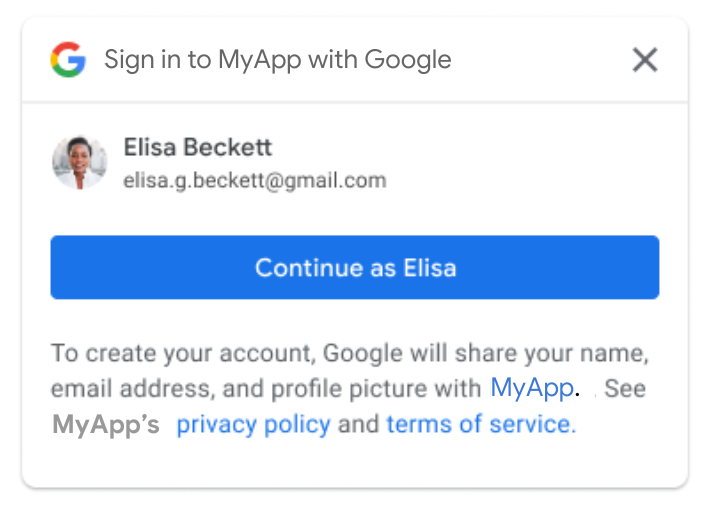 Sign in to MyApp with Google
Elisa Beckett
elisa.g.beckett@gmail.com
Continue as Elisa
To create your account, Google will share your name,
email address, and profile picture with MyApp. See
MyApp’s privacy policy and terms of service.